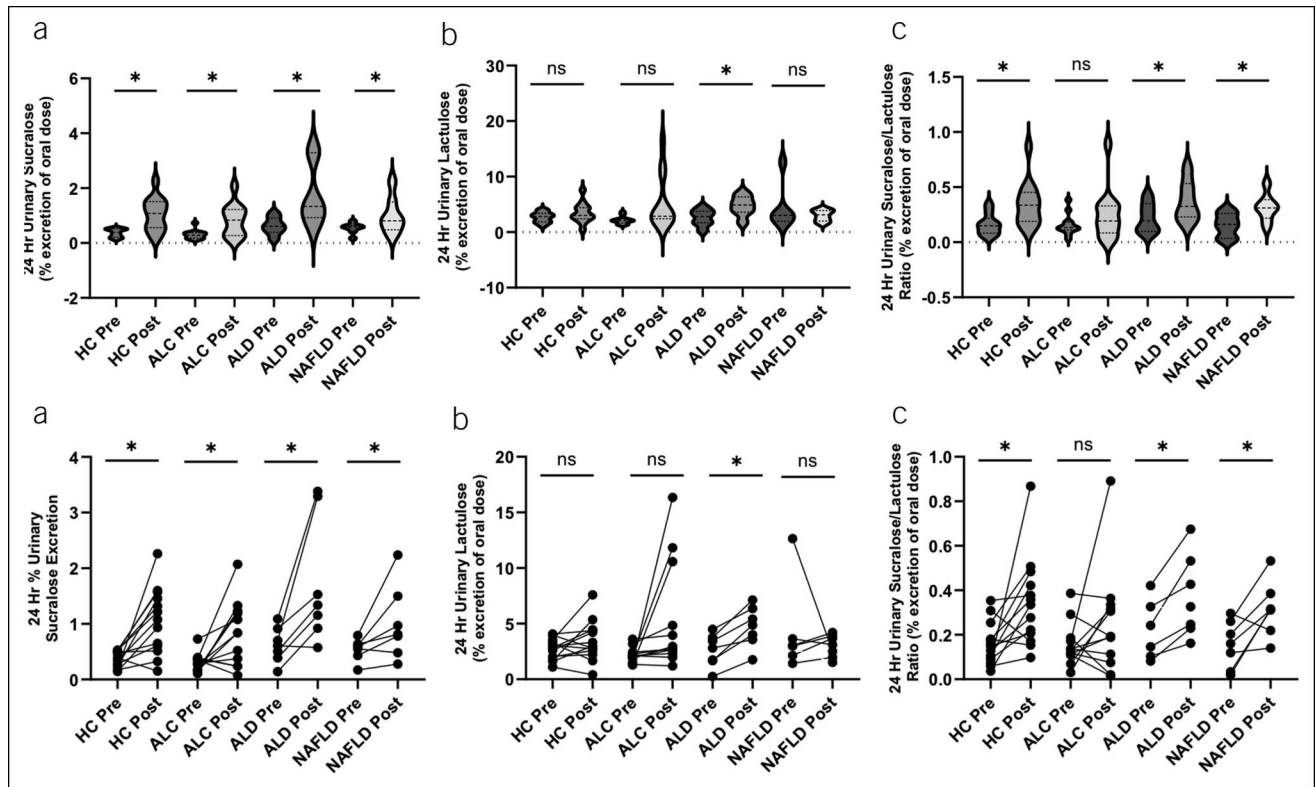 a
24 Hr Urinary Sucralose
(% excretion of oral dose)
6
4
2
0
-2
*
*
*
*
HC Pre
HC Post
ALC Pre
ALC Post
ALD Pre
ALD Post
NAFLD Pre
NAFLD Post
b
24 Hr Urinary Lactulose
(% excretion of oral dose)
30
20
10
0
-10
ns
ns
*
ns
HC Pre
HC Post
ALC Pre
ALC Post
ALD Pre
ALD Post
NAFLD Pre
NAFLD Post
c
24 Hr Urinary Sucralose/Lactulose
Ratio (% excretion of oral dose)
1.5
1.0
0.5
0.0
-0.5
*
ns
*
*
HC Pre
HC Post
ALC Pre
ALC Post
ALD Pre
ALD Post
NAFLD Pre
NAFLD Post
a
24 Hr % Urinary
Sucralose Excretion
4
3
2
1
0
*
*
*
*
HC Pre
HC Post
ALC Pre
ALC Post
ALD Pre
ALD Post
NAFLD Pre
NAFLD Post
b
24 Hr Urinary Lactulose
(% excretion of oral dose)
20
15
10
5
0
ns
ns
*
ns
HC Pre
HC Post
ALC Pre
ALC Post
ALD Pre
ALD Post
NAFLD Pre
NAFLD Post
c
24 Hr Urinary Sucralose/Lactulose
Ratio (% excretion of oral dose)
1.0
0.8
0.6
0.4
0.2
0.0
*
ns
*
*
HC Pre
HC Post
ALC Pre
ALC Post
ALD Pre
ALD Post
NAFLD Pre
NAFLD Post